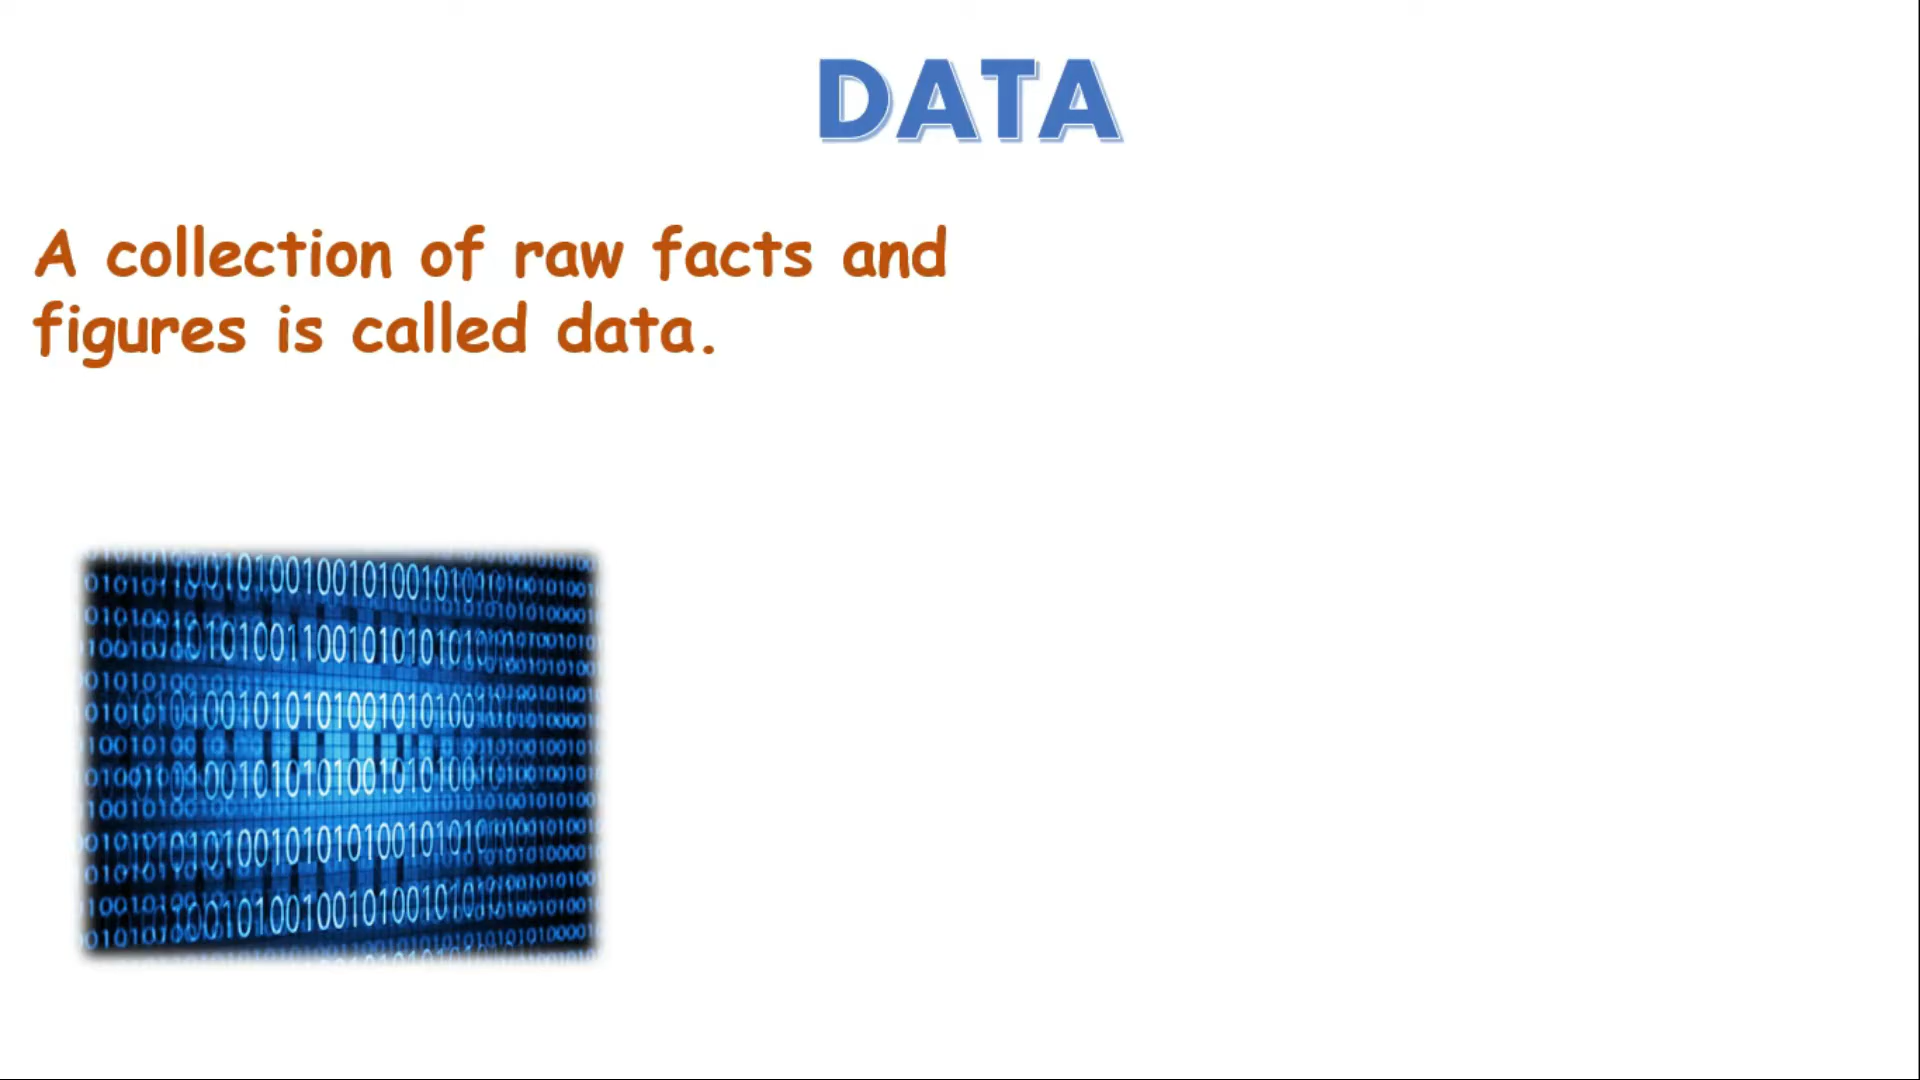 DATA
A collection of raw facts and
figures is called data.